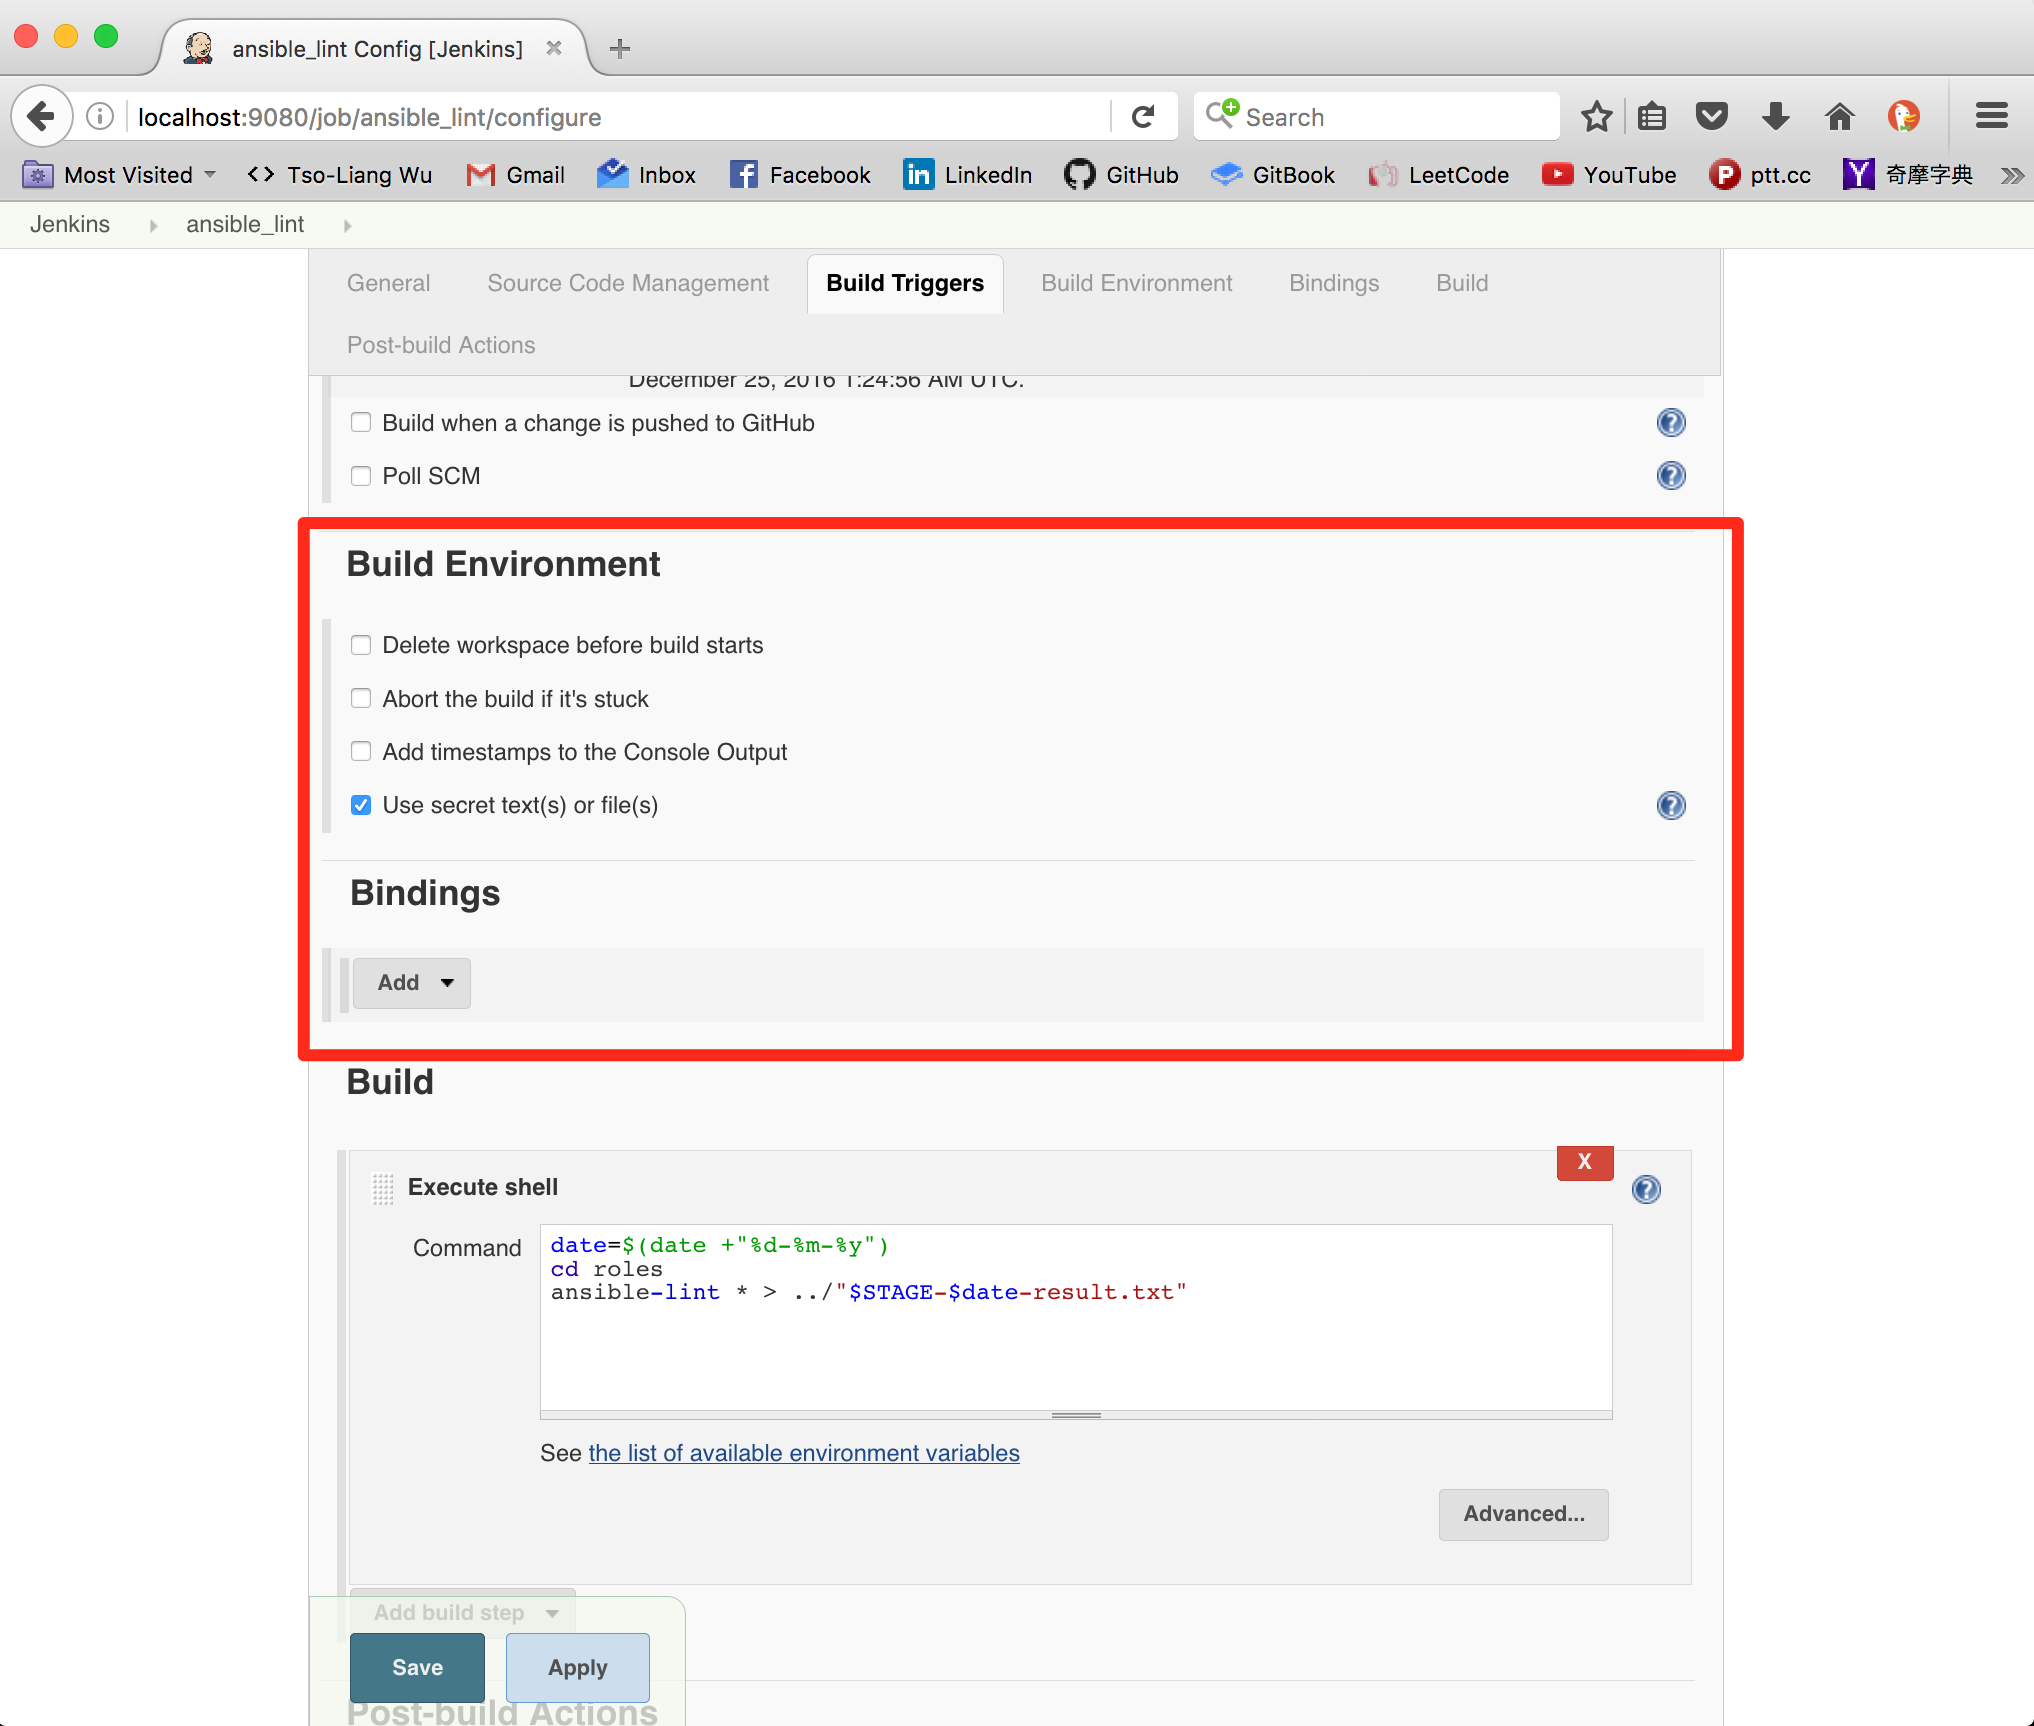 ansible_lint Config [Jenkins]
localhost:9080/job/ansible_lint/configure
Search
Most Visited
Tso-Liang Wu
Gmail
Inbox
Facebook
LinkedIn
GitHub
GitBook
LeetCode
YouTube
ptt.cc
奇摩字典
Jenkins
ansible_lint
General
Source Code Management
Build Triggers
Build Environment
Bindings
Build
Post-build Actions
December 25, 2016 1:24:56 AM UTC.
Build when a change is pushed to GitHub
Poll SCM
Build Environment
Delete workspace before build starts
Abort the build if it's stuck
Add timestamps to the Console Output
Use secret text(s) or file(s)
Bindings
Add
Build
X
Execute shell
Command
date=$(date +"%d-%m-%y")
cd roles
ansible-lint * > ../"$STAGE-$date-result.txt"
See the list of available environment variables
Advanced...
Add build step
Save
Apply
Post-build Actions